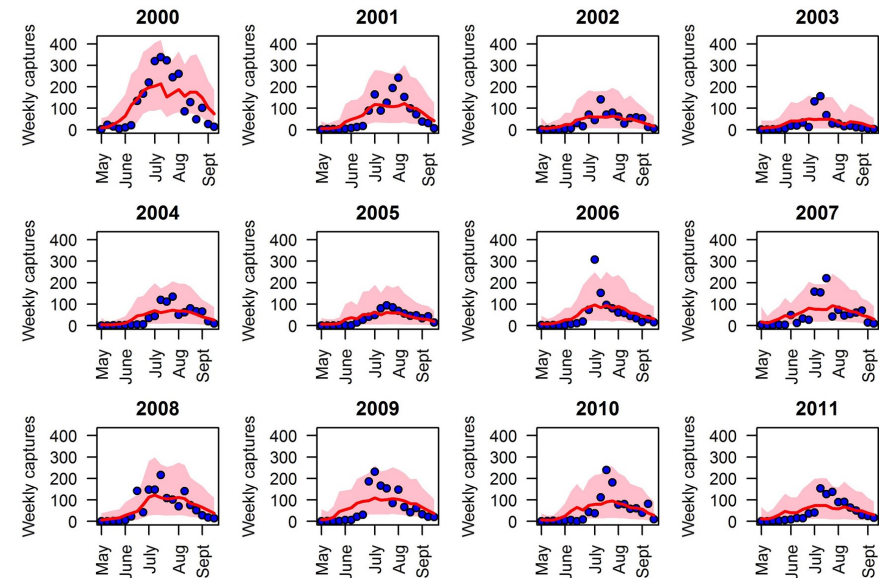 2000 2001 2002 2003
Weekly captures Weekly captures Weekly captures Weekly captures
400 400 400 400
300 300 300 300
200 200 200 200
100 100 100 100
0 0 0 0
May June July Aug Sept May June July Aug Sept May June July Aug Sept May June July Aug Sept
2004 2005 2006 2007
Weekly captures Weekly captures Weekly captures Weekly captures
400 400 400 400
300 300 300 300
200 200 200 200
100 100 100 100
0 0 0 0
May June July Aug Sept May June July Aug Sept May June July Aug Sept May June July Aug Sept
2008 2009 2010 2011
Weekly captures Weekly captures Weekly captures Weekly captures
400 400 400 400
300 300 300 300
200 200 200 200
100 100 100 100
0 0 0 0
May June July Aug Sept May June July Aug Sept May June July Aug Sept May June July Aug Sept